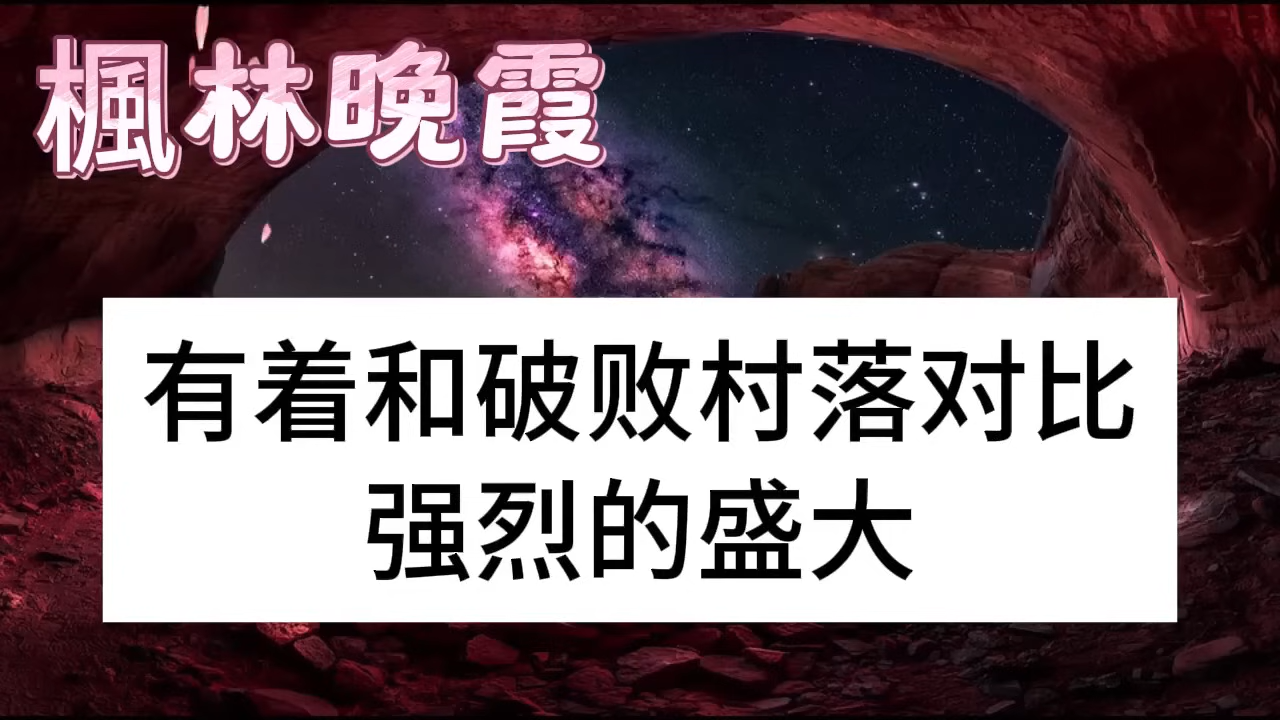 楓林晚霞
有着和破败村落对比
强烈的盛大